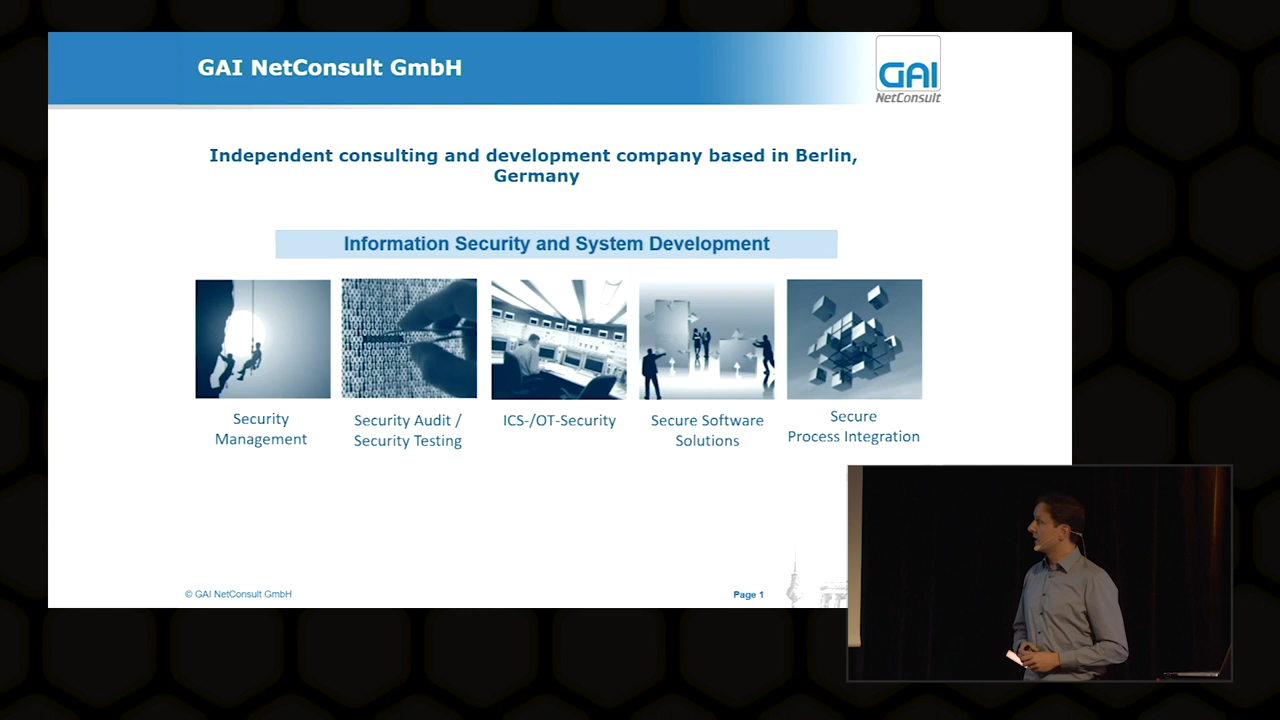 GAI NetConsult GmbH
GAI
NetConsult
Independent consulting and development company based in Berlin,
Germany
Information Security and System Development
Security
Management
Security Audit /
Security Testing
ICS-/OT-Security
Secure Software
Solutions
Secure
Process Integration
© GAI NetConsult GmbH
Page 1